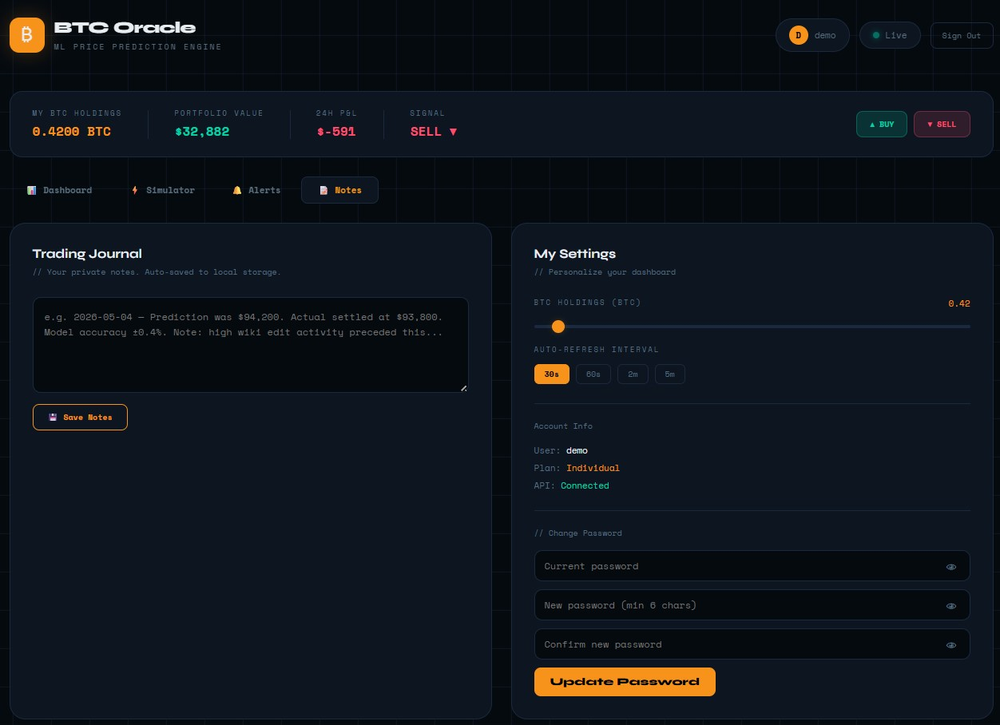 BTC Oracle
ML PRICE PREDICTION ENGINE
D demo
Live
Sign Out
MY BTC HOLDINGS
0.4200 BTC
PORTFOLIO VALUE
$32,882
24H P&L
$-591
SIGNAL
SELL ▼
▲ BUY
▼ SELL
Dashboard
Simulator
Alerts
Notes
Trading Journal
// Your private notes. Auto-saved to local storage.
e.g. 2026-05-04 — Prediction was $94,200. Actual settled at $93,800.
Model accuracy ±0.4%. Note: high wiki edit activity preceded this...
Save Notes
My Settings
// Personalize your dashboard
BTC HOLDINGS (BTC) 0.42
AUTO-REFRESH INTERVAL
30s 60s 2m 5m
Account Info
User: demo
Plan: Individual
API: Connected
// Change Password
Current password
New password (min 6 chars)
Confirm new password
Update Password